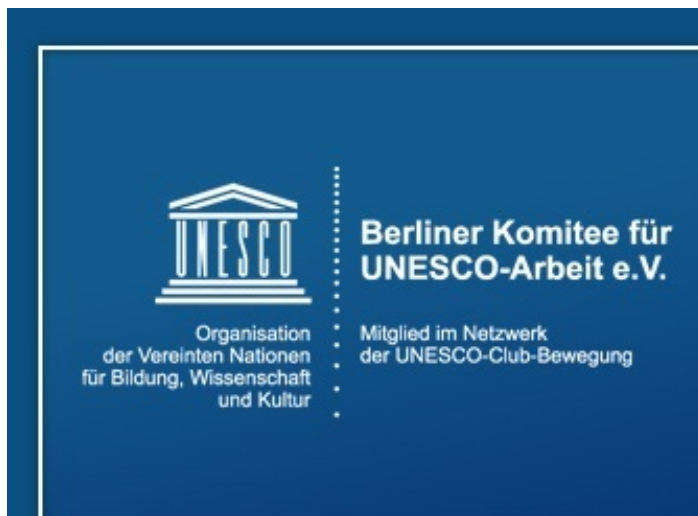 UNESCO
Organisation
der Vereinten Nationen
für Bildung, Wissenschaft
und Kultur
Berliner Komitee für
UNESCO-Arbeit e.V.
Mitglied im Netzwerk
der UNESCO-Club-Bewegung